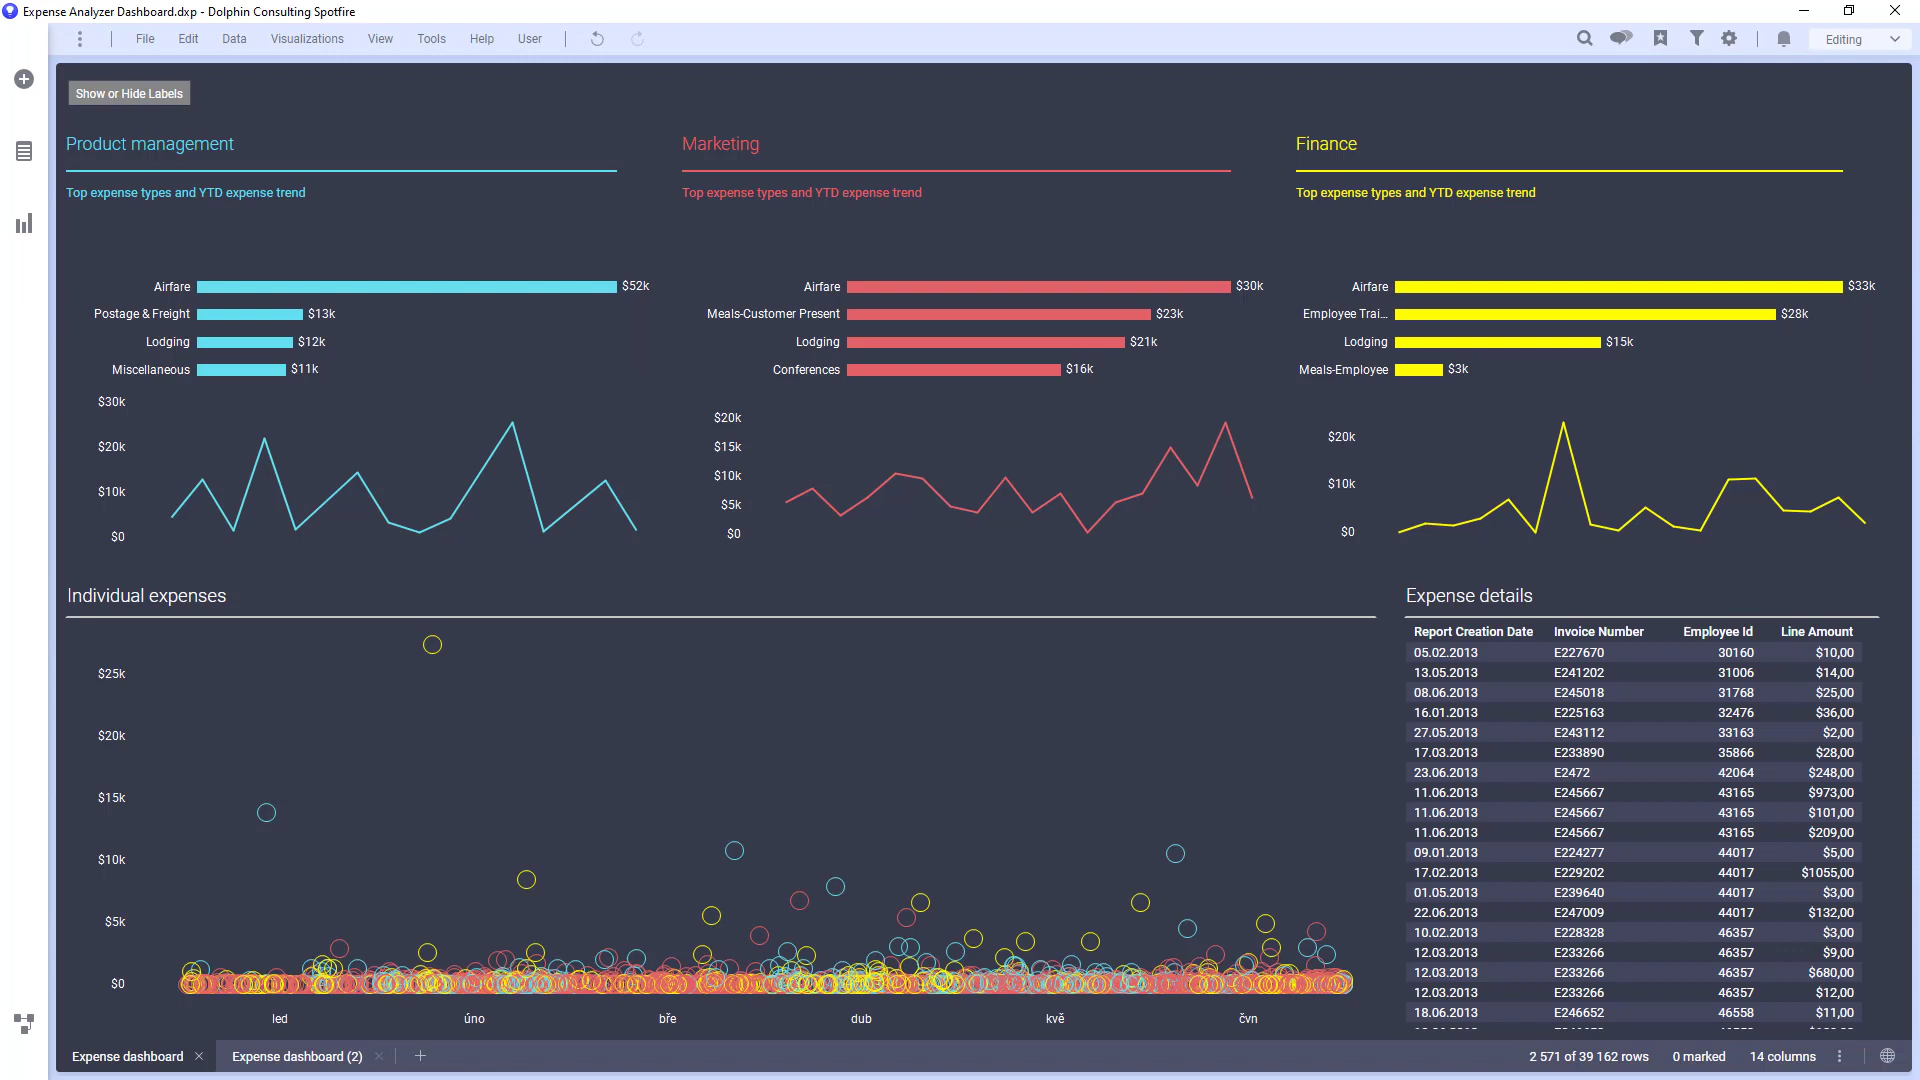 Expense Analyzer Dashboard.dxp - Dolphin Consulting Spotfire
File Edit Data Visualizations View Tools Help User Editing
Show or Hide Labels
Product management
Top expense types and YTD expense trend
Airfare $52k
Postage & Freight $13k
Lodging $12k
Miscellaneous $11k
$30k
$20k
$10k
$0
Marketing
Top expense types and YTD expense trend
Airfare $30k
Meals-Customer Present $23k
Lodging $21k
Conferences $16k
$20k
$15k
$10k
$5k
$0
Finance
Top expense types and YTD expense trend
Airfare $33k
Employee Trai... $28k
Lodging $15k
Meals-Employee $3k
$20k
$10k
$0
Individual expenses
$25k
$20k
$15k
$10k
$5k
$0
led úno bře dub kvě čvn
Expense details
Report Creation Date Invoice Number Employee Id Line Amount
05.02.2013 E227670 30160 $10,00
13.05.2013 E241202 31006 $14,00
08.06.2013 E245018 31768 $25,00
16.01.2013 E225163 32476 $36,00
27.05.2013 E243112 33163 $2,00
17.03.2013 E233890 35866 $28,00
23.06.2013 E2472 42064 $248,00
11.06.2013 E245667 43165 $973,00
11.06.2013 E245667 43165 $101,00
11.06.2013 E245667 43165 $209,00
09.01.2013 E224277 44017 $5,00
17.02.2013 E229202 44017 $1055,00
01.05.2013 E239640 44017 $3,00
22.06.2013 E247009 44017 $132,00
10.02.2013 E228328 46357 $3,00
12.03.2013 E233266 46357 $9,00
12.03.2013 E233266 46357 $680,00
12.03.2013 E233266 46357 $12,00
18.06.2013 E246652 46558 $11,00
Expense dashboard Expense dashboard (2) 2 571 of 39 162 rows 0 marked 14 columns